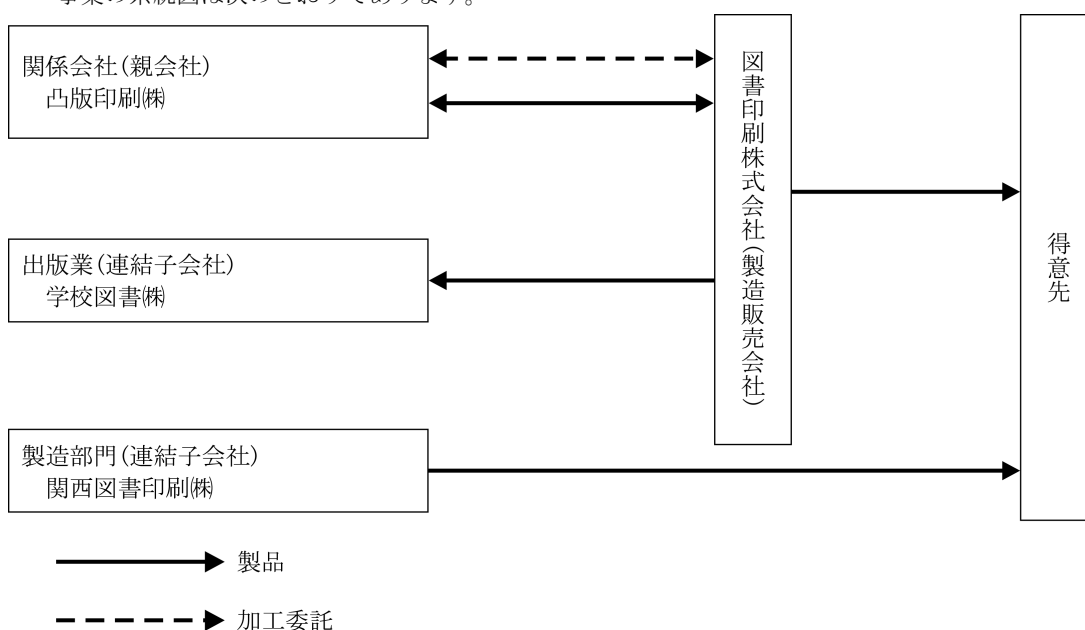 事業の系統図は次のとおりであります。
関係会社(親会社)
凸版印刷㈱
出版業(連結子会社)
学校図書㈱
製造部門(連結子会社)
関西図書印刷㈱
図書印刷株式会社(製造販売会社)
得意先
製品
加工委託